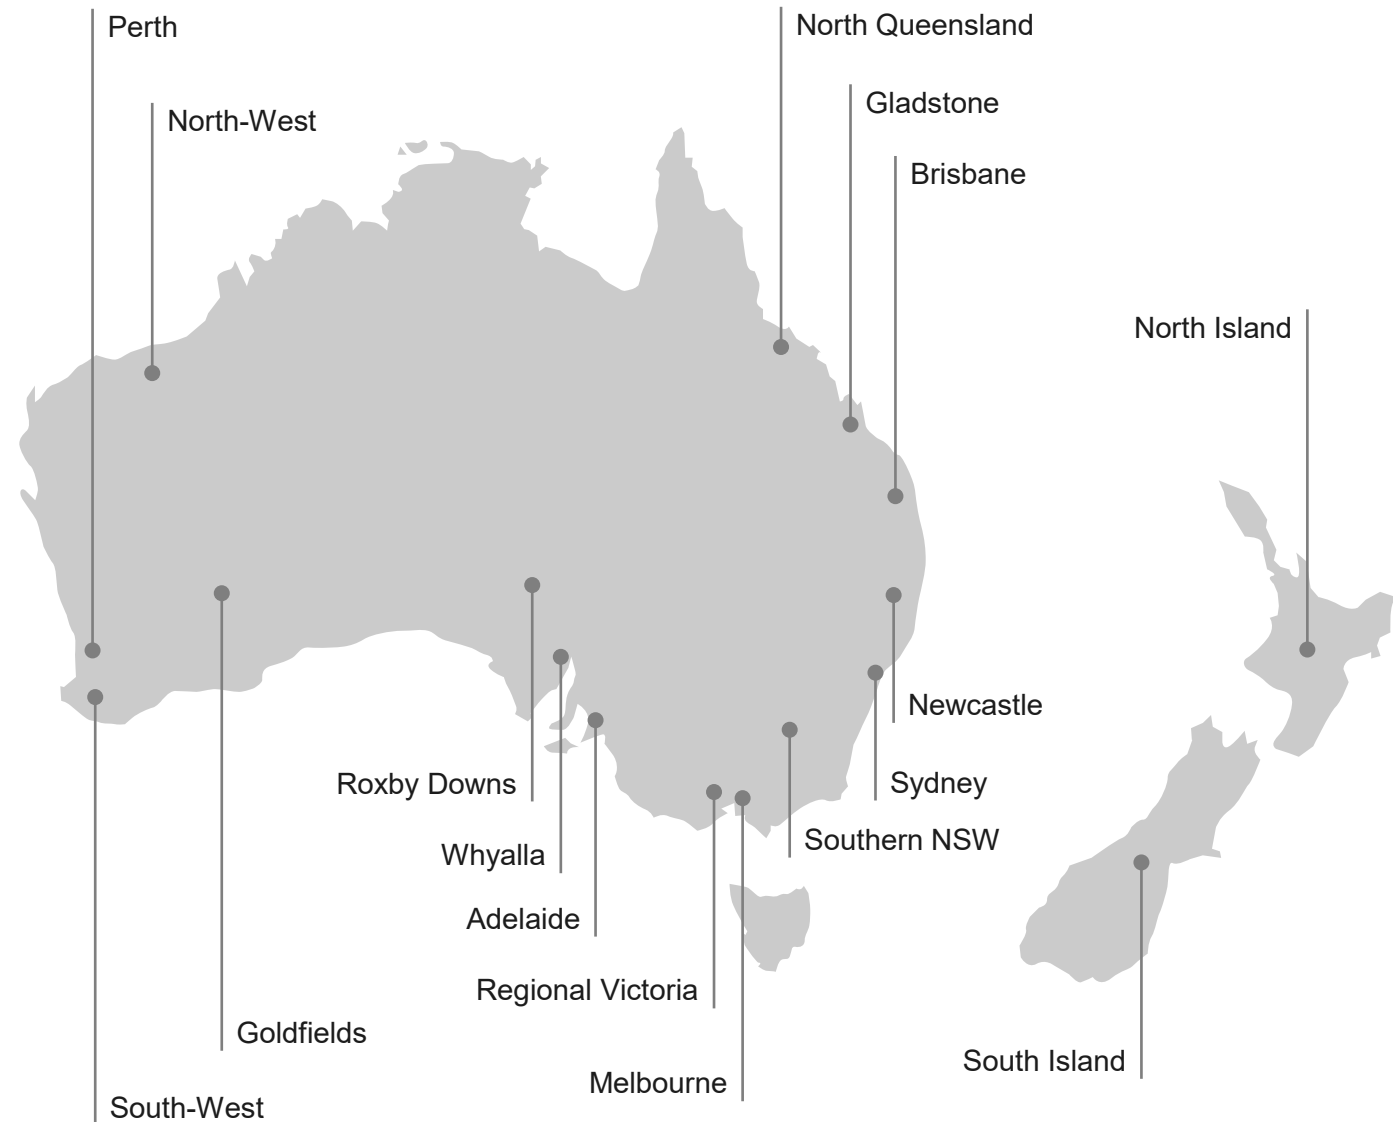 Perth
North Queensland
Gladstone
North-West
Brisbane
North Island
Newcastle
Roxby Downs
Sydney
Southern NSW
Whyalla
Adelaide
Regional Victoria
Goldfields
South Island
Melbourne
South-West